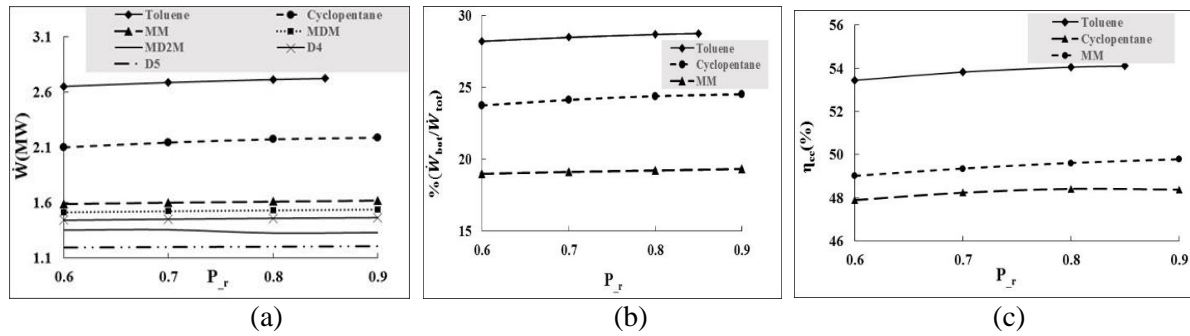 Toluene
Cyclopentane
MM
MDM
MD2M
D4
D5
3.1
2.6
2.1
1.6
1.1
Ẇ(MW)
0.6 0.7 0.8 0.9
P_r
(a)
30
25
20
15
%(Ẇbot/Ẇtot)
Toluene
Cyclopentane
MM
0.6 0.7 0.8 0.9
P_r
(b)
56
54
52
50
48
46
ηcc(%)
Toluene
Cyclopentane
MM
0.6 0.7 0.8 0.9
P_r
(c)